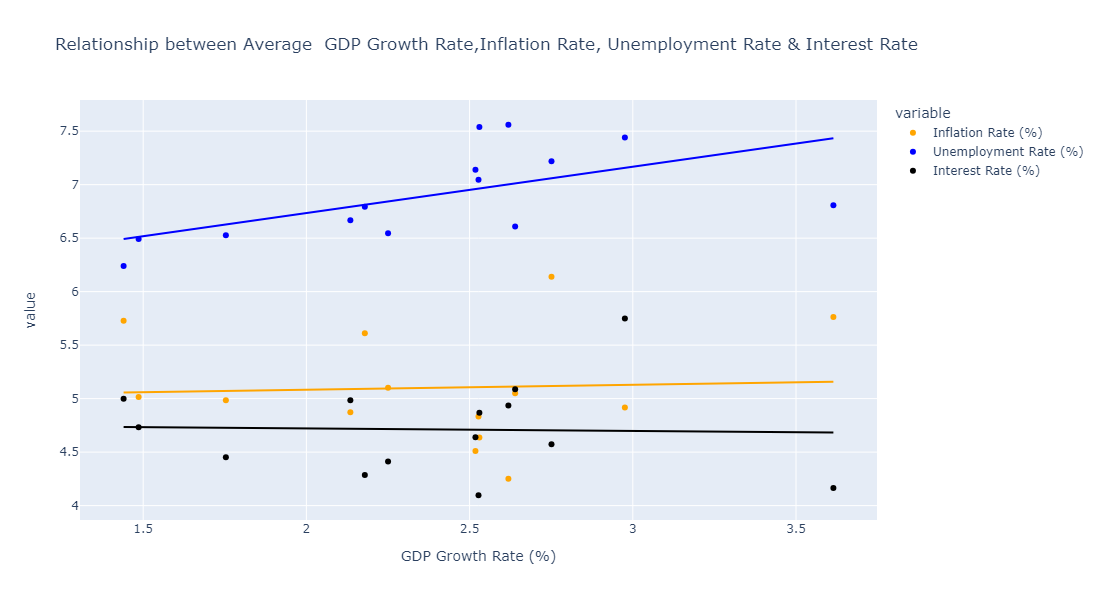 Relationship between Average  GDP Growth Rate,Inflation Rate, Unemployment Rate & Interest Rate
variable
Inflation Rate (%)
Unemployment Rate (%)
Interest Rate (%)
7.5
7
6.5
6
5.5
5
4.5
4
value
1.5 2 2.5 3 3.5
GDP Growth Rate (%)